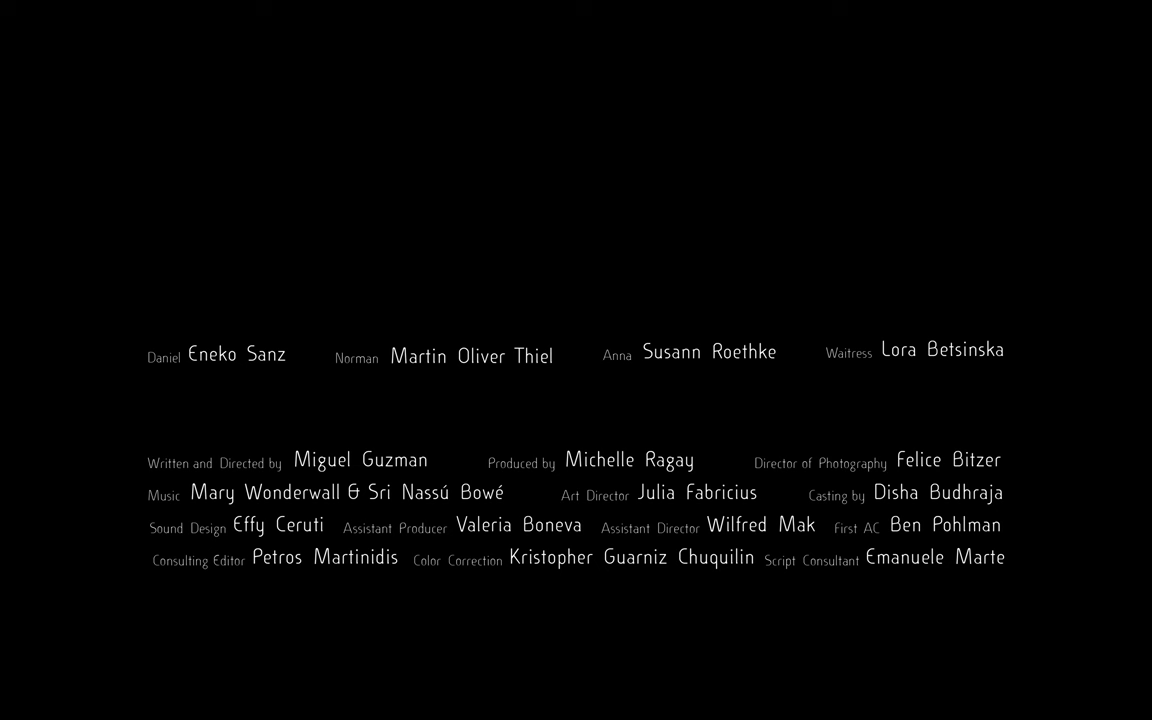 Daniel Eneko Sanz Norman Martin Oliver Thiel Anna Susann Roethke Waitress Lora Betsinska
Written and Directed by Miguel Guzman Produced by Michelle Ragay Director of Photography Felice Bitzer
Music Mary Wonderwall & Sri Nassú Bowé Art Director Julia Fabricius Casting by Disha Budhraja
Sound Design Effy Ceruti Assistant Producer Valeria Boneva Assistant Director Wilfred Mak First AC Ben Pohlman
Consulting Editor Petros Martinidis Color Correction Kristopher Guarniz Chuquilin Script Consultant Emanuele Marte